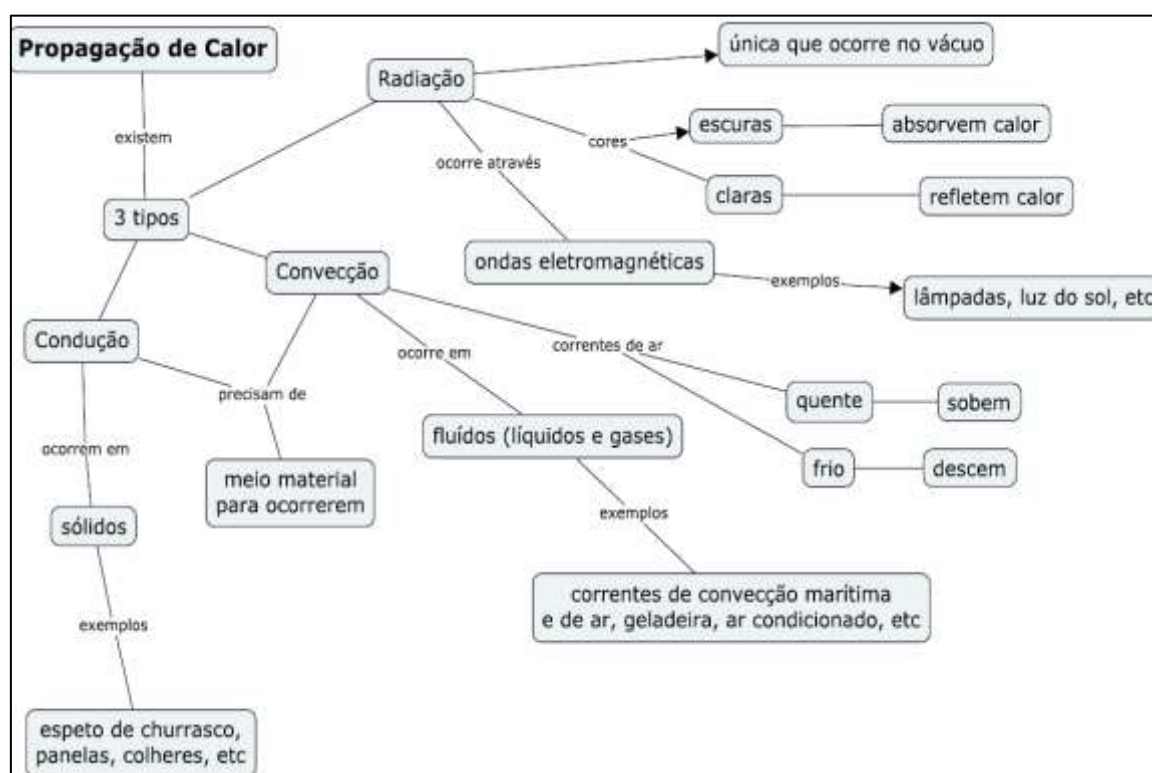 Propagação de Calor
existem
3 tipos
Radiação
única que ocorre no vácuo
cores
escuras
absorvem calor
claras
refletem calor
ocorre através
ondas eletromagnéticas
exemplos
lâmpadas, luz do sol, etc
Convecção
correntes de ar
quente
sobem
frio
descem
ocorre em
fluídos (líquidos e gases)
exemplos
correntes de convecção marítima
e de ar, geladeira, ar condicionado, etc
Condução
precisam de
meio material
para ocorrerem
ocorrem em
sólidos
exemplos
espeto de churrasco,
panelas, colheres, etc